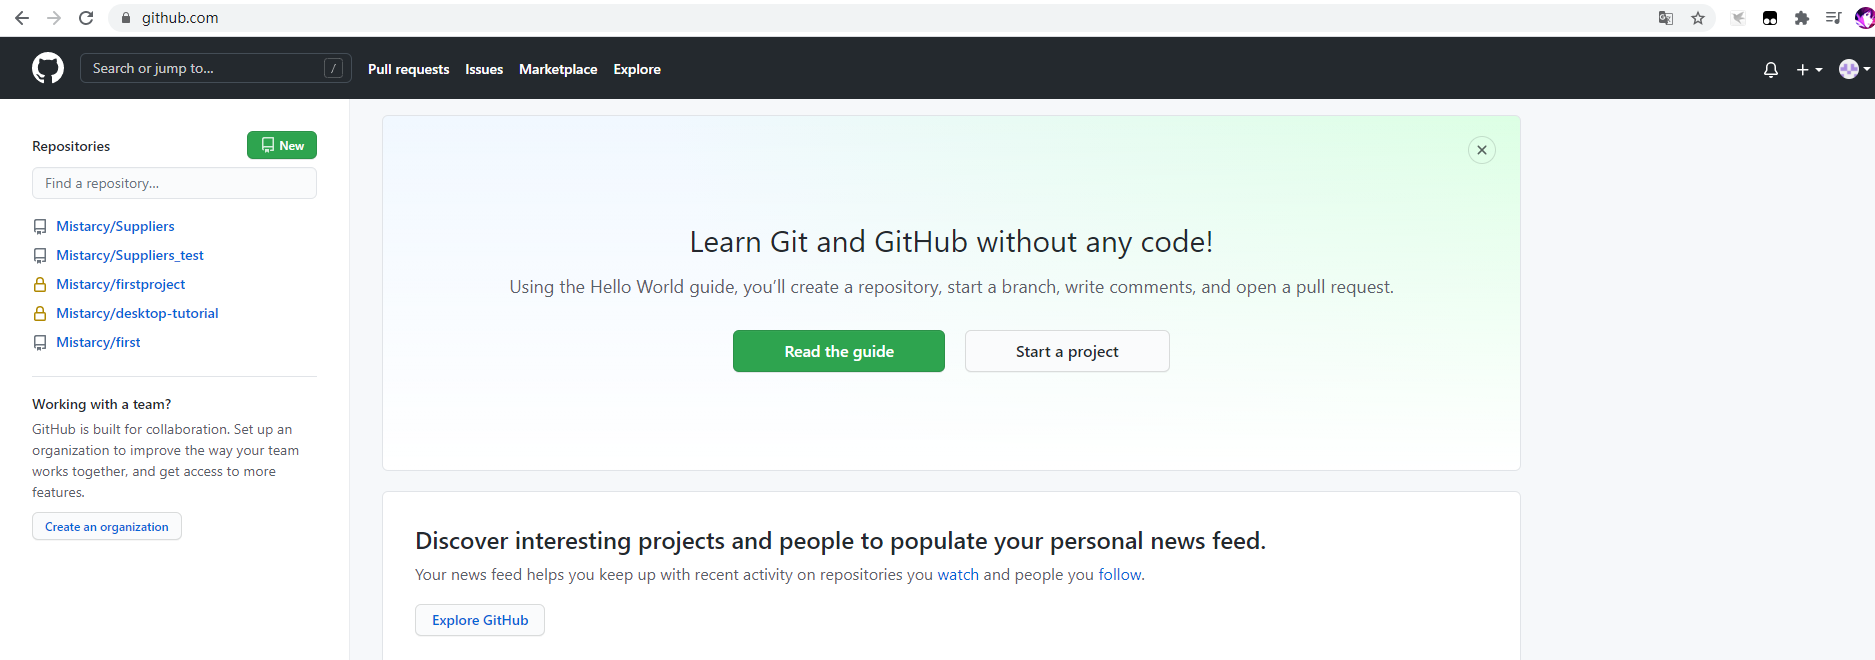 github.com
Search or jump to... /
Pull requests Issues Marketplace Explore
Repositories
New
Find a repository...
Mistarcy/Suppliers
Mistarcy/Suppliers_test
Mistarcy/firstproject
Mistarcy/desktop-tutorial
Mistarcy/first
Working with a team?
GitHub is built for collaboration. Set up an
organization to improve the way your team
works together, and get access to more
features.
Create an organization
Learn Git and GitHub without any code!
Using the Hello World guide, you’ll create a repository, start a branch, write comments, and open a pull request.
Read the guide
Start a project
Discover interesting projects and people to populate your personal news feed.
Your news feed helps you keep up with recent activity on repositories you watch and people you follow.
Explore GitHub